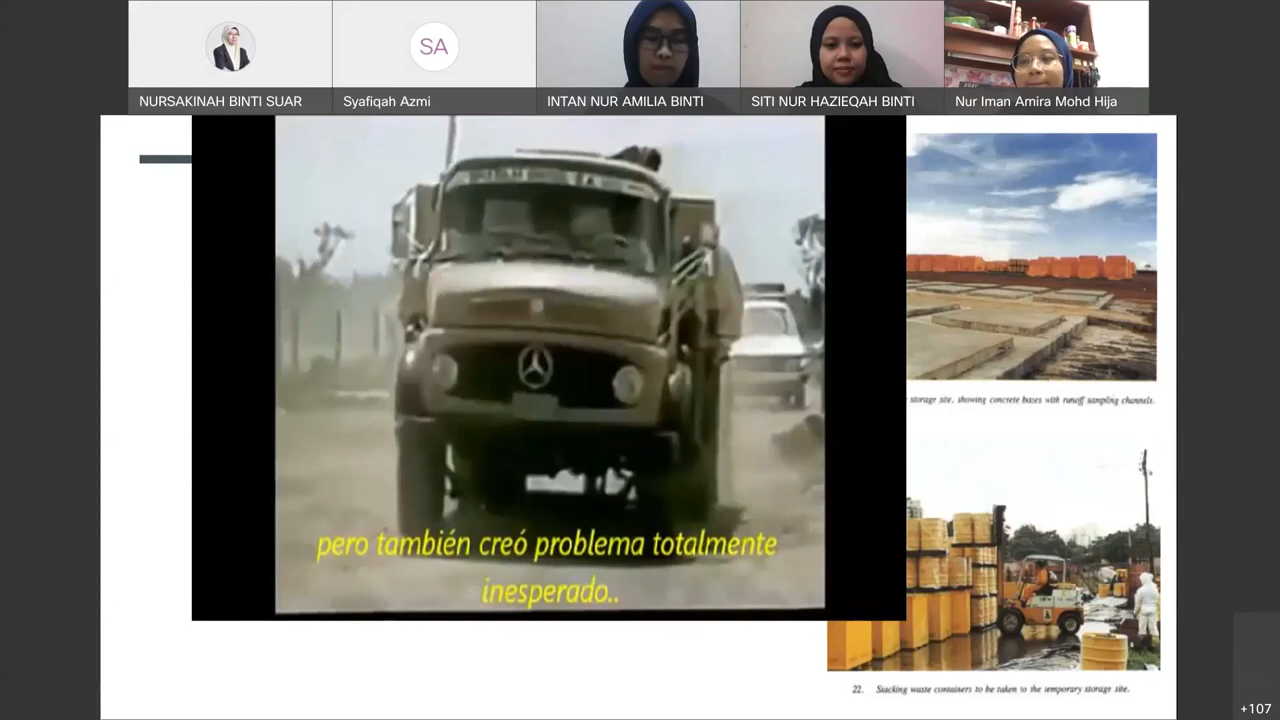 NURSAKINAH BINTI SUAR
SA
Syafiqah Azmi
INTAN NUR AMILIA BINTI
SITI NUR HAZIEQAH BINTI
Nur Iman Amira Mohd Hija
pero también creó problema totalmente
inesperado..
storage site, showing concrete bases with runoff sampling channels.
22. Stacking waste containers to be taken to the temporary storage site.
+107